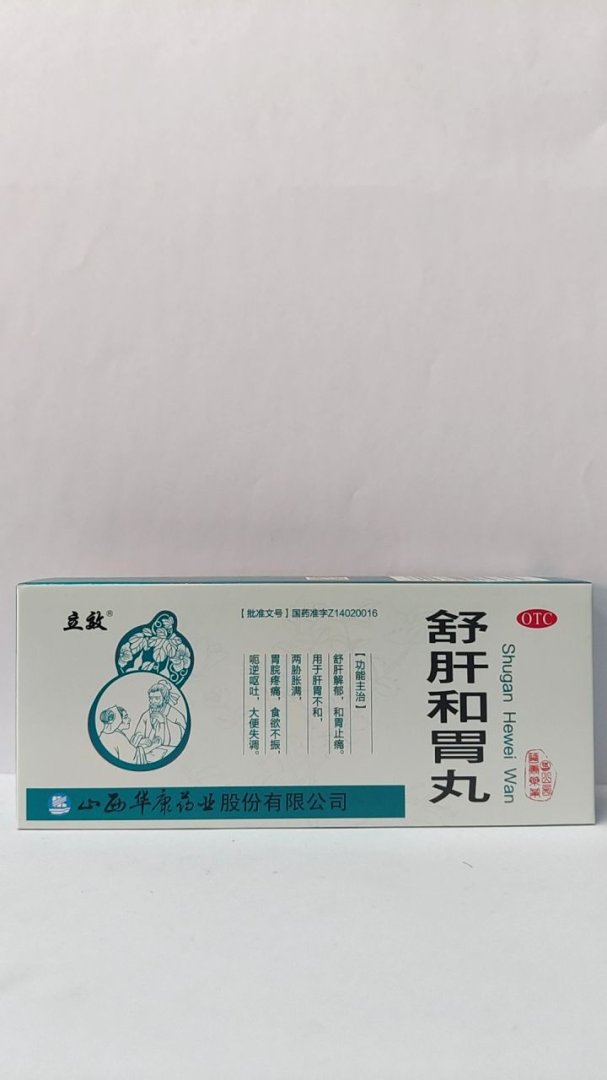 立效®
【批准文号】国药准字Z14020016
【功能主治】
舒肝解郁，和胃止痛。
用于肝胃不和，
两胁胀满，
胃脘疼痛，食欲不振，
呃逆呕吐，大便失调。
舒肝和胃丸
Shugan Hewei Wan
OTC
山西华康药业股份有限公司